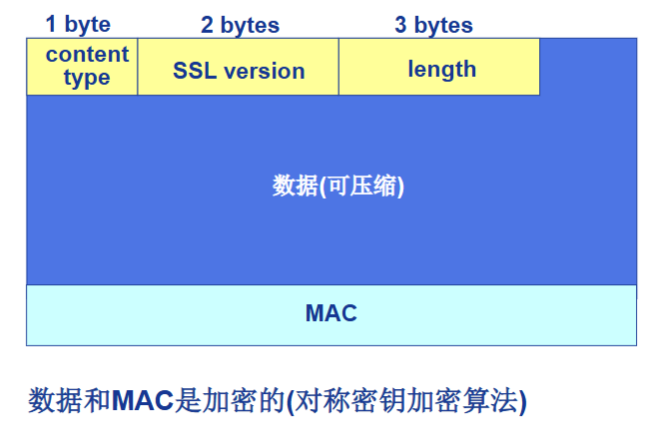 1 byte 2 bytes 3 bytes
content
type
SSL version
length
数据(可压缩)
MAC
数据和MAC是加密的(对称密钥加密算法)